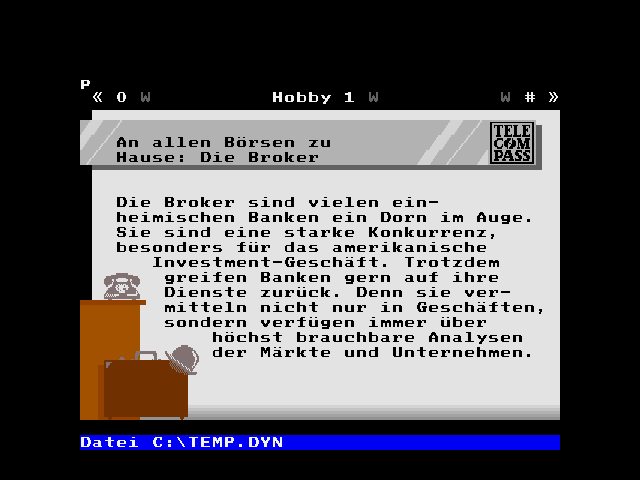 P
« 0 W Hobby 1 W W # »
An allen Börsen zu
Hause: Die Broker
TELE
COM
PASS
Die Broker sind vielen ein-
heimischen Banken ein Dorn im Auge.
Sie sind eine starke Konkurrenz,
besonders für das amerikanische
Investment-Geschäft. Trotzdem
greifen Banken gern auf ihre
Dienste zurück. Denn sie ver-
mitteln nicht nur in Geschäften,
sondern verfügen immer über
höchst brauchbare Analysen
der Märkte und Unternehmen.
Datei C:\TEMP.DYN